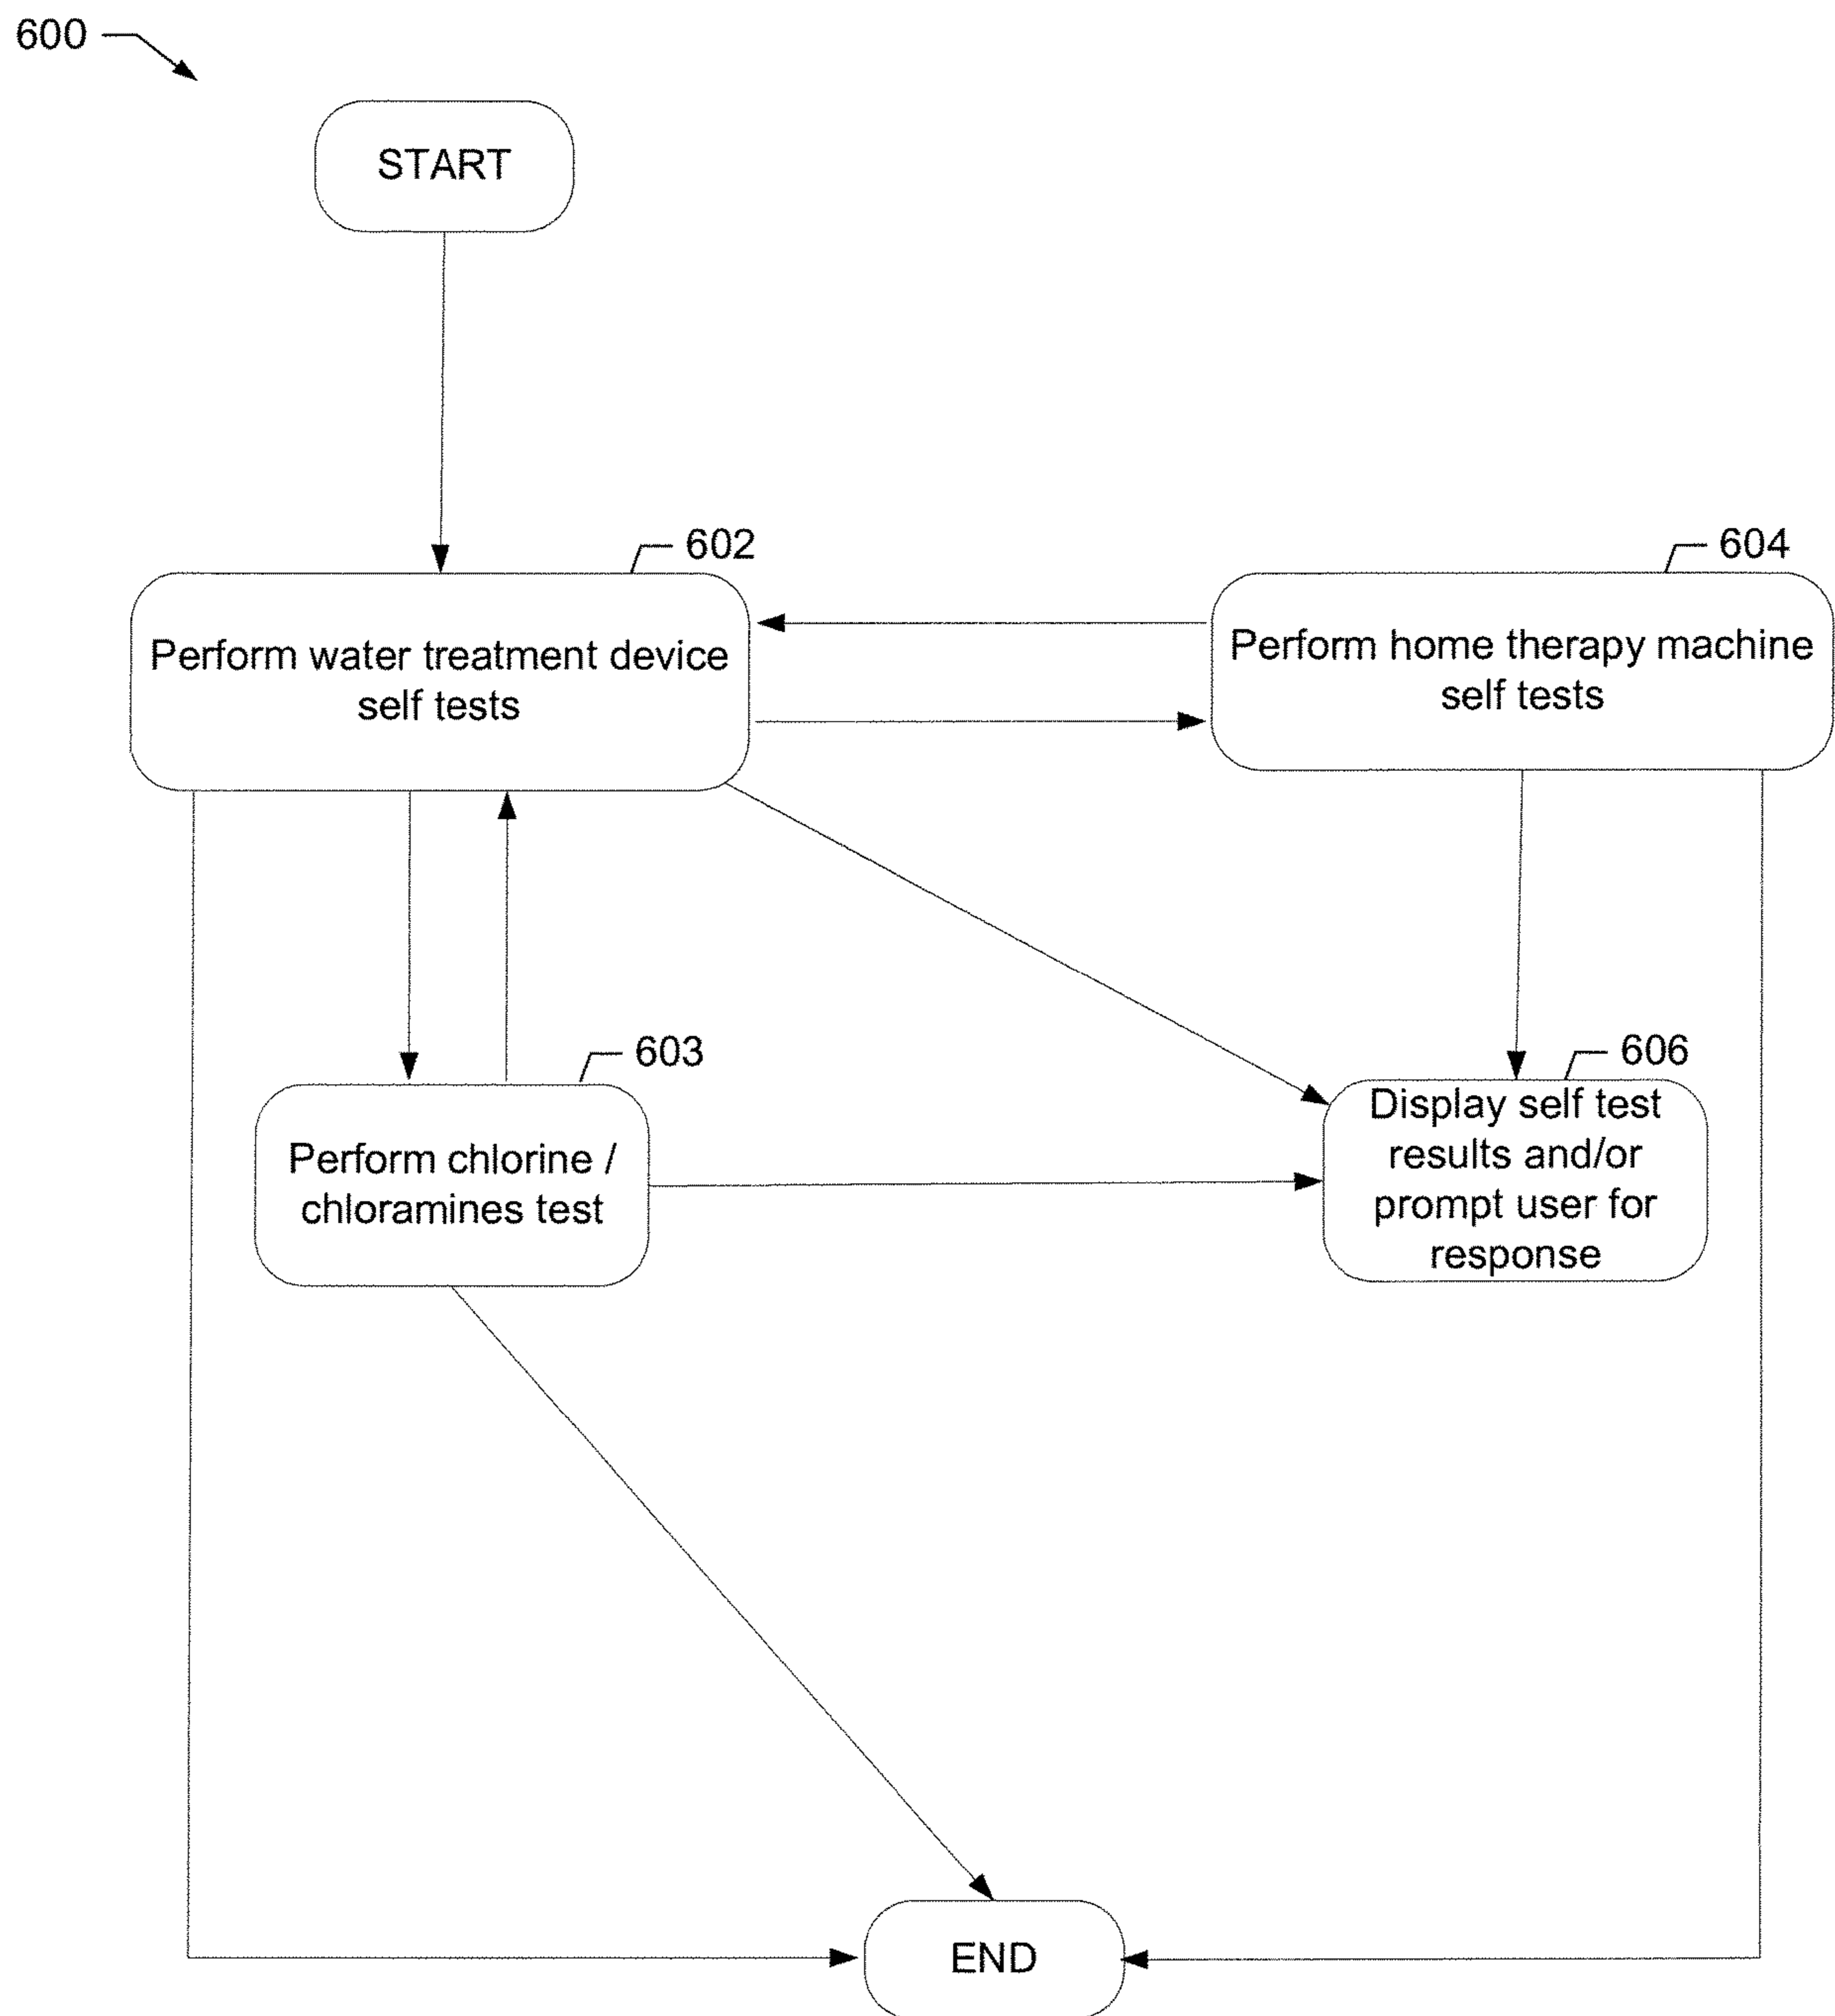 600
START
602
604
Perform water treatment device
self tests
Perform home therapy machine
self tests
603
606
Perform chlorine /
chloramines test
Display self test
results and/or
prompt user for
response
END